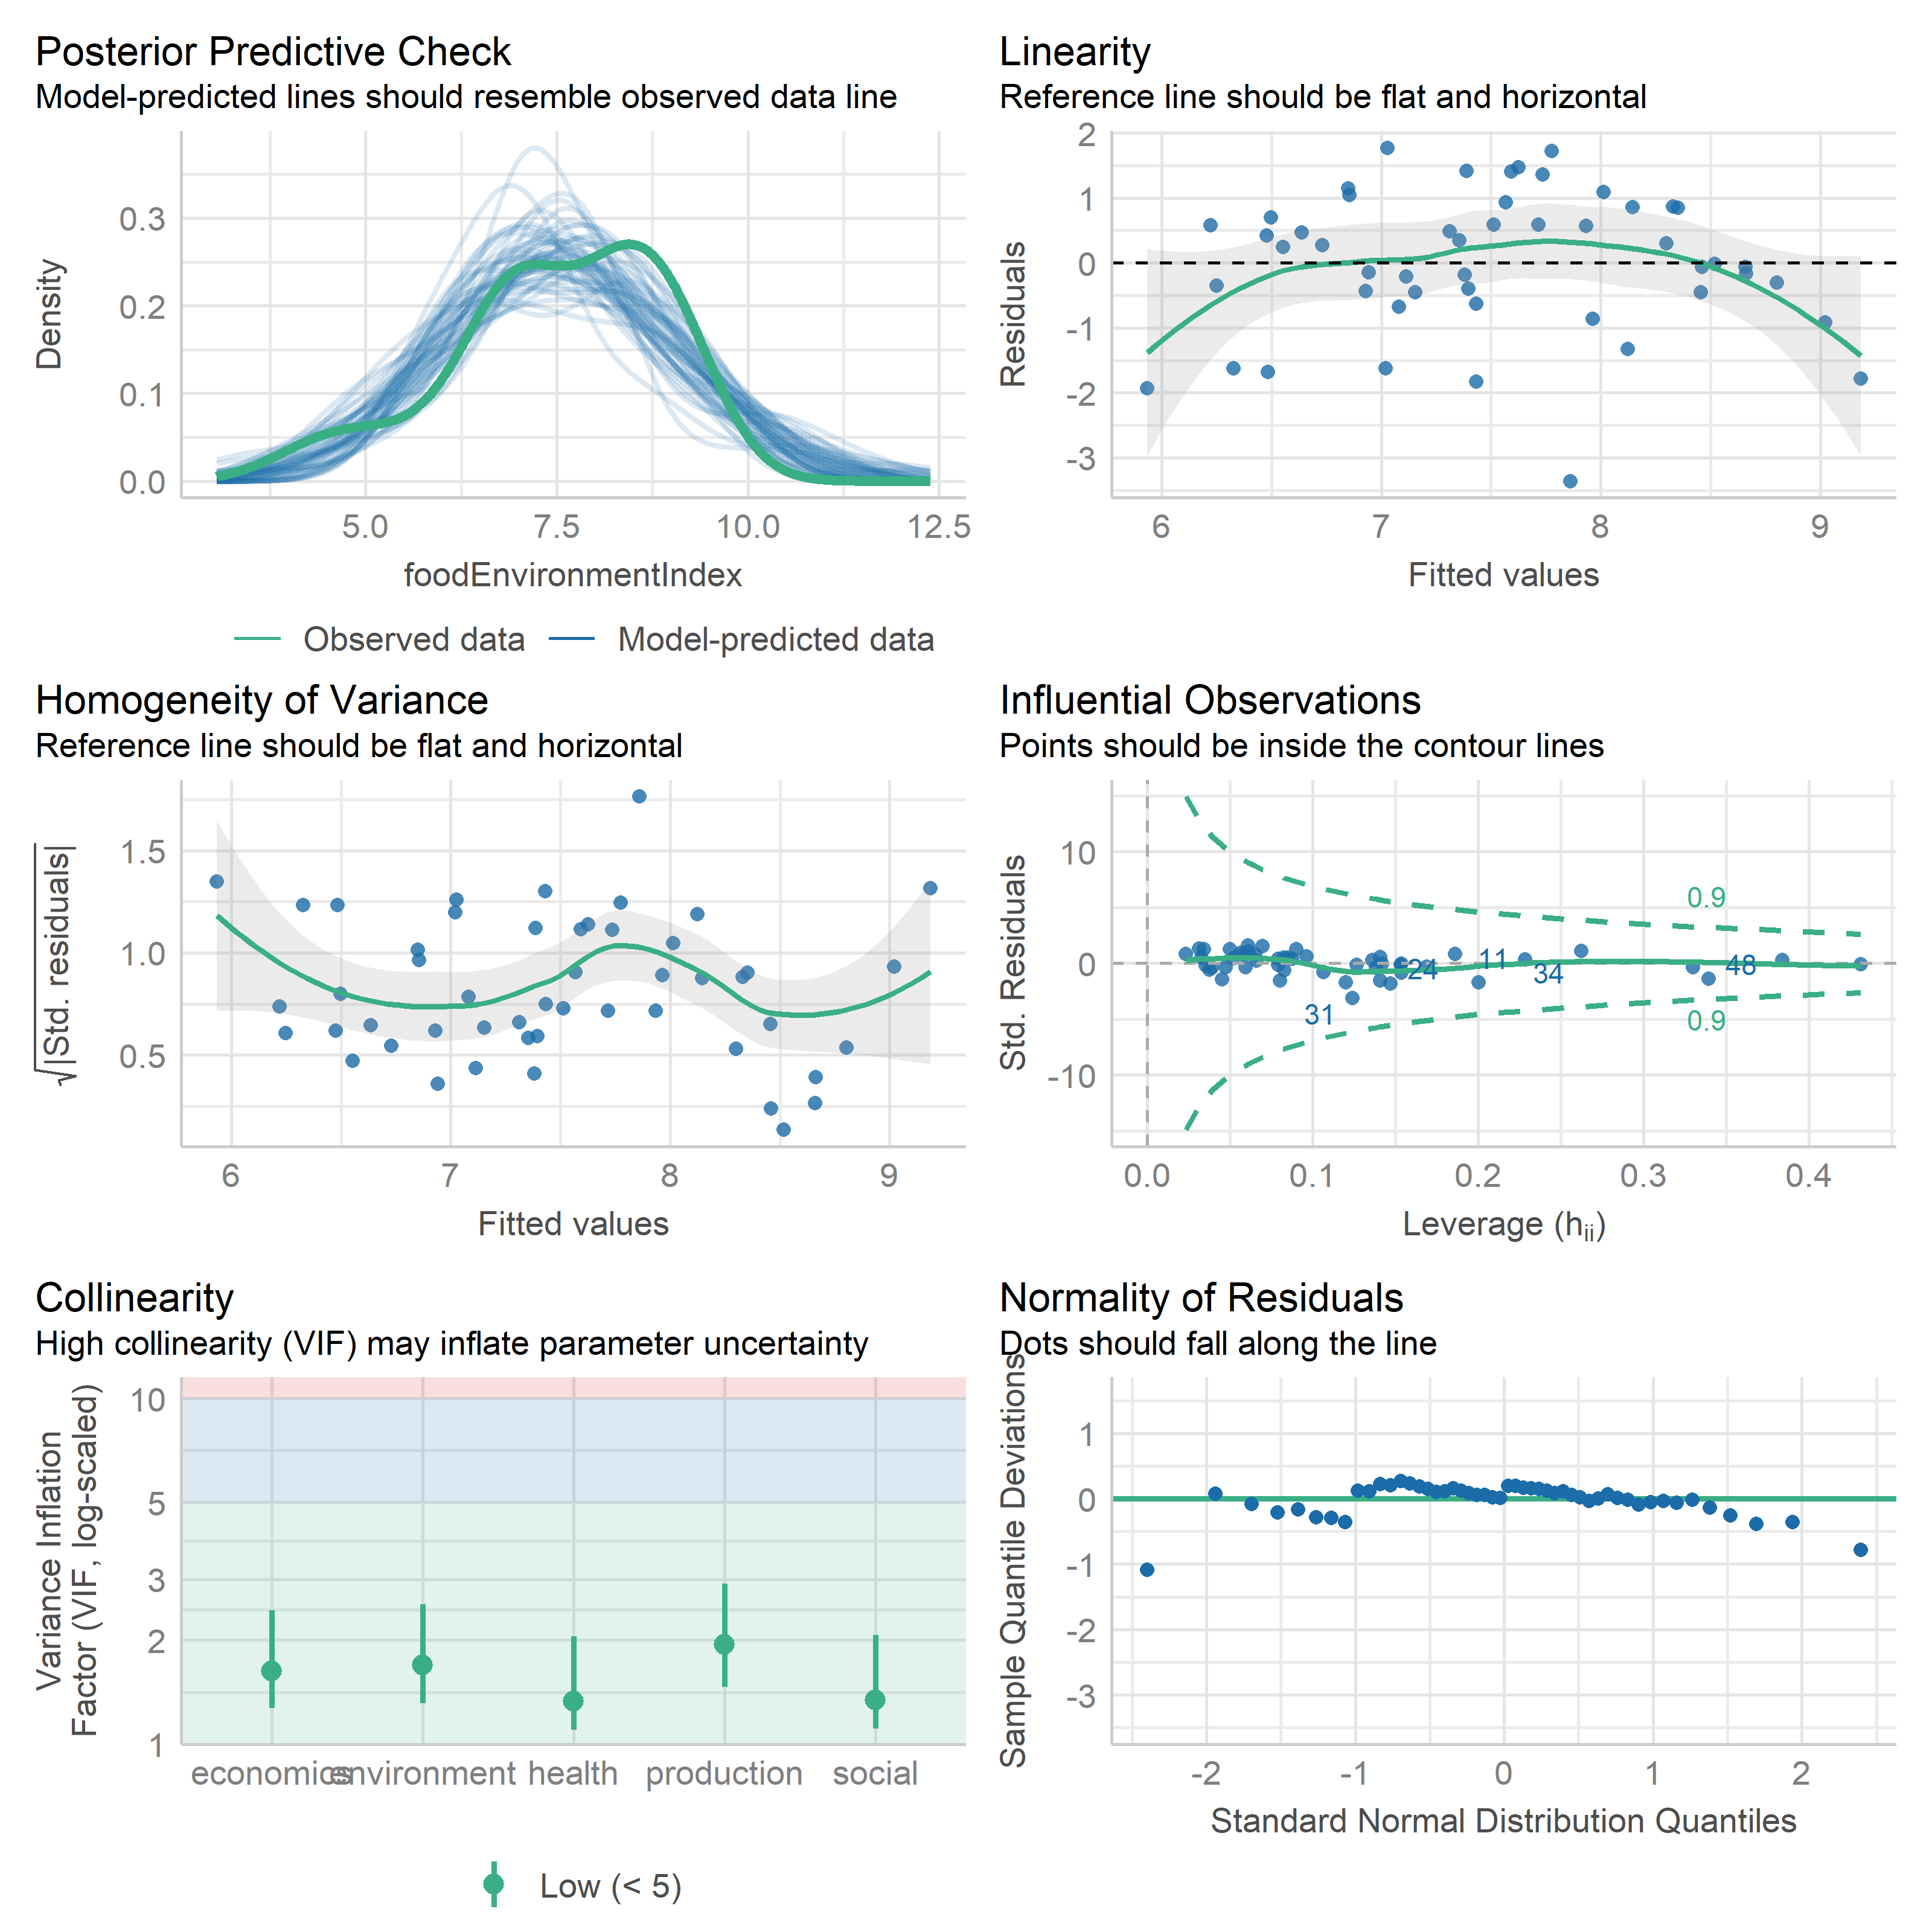 Posterior Predictive Check
Model-predicted lines should resemble observed data line
Density
0.3
0.2
0.1
0.0
5.0
7.5
10.0
12.5
foodEnvironmentIndex
Observed data
Model-predicted data
Linearity
Reference line should be flat and horizontal
Residuals
2
1
0
-1
-2
-3
6
7
8
9
Fitted values
Homogeneity of Variance
Reference line should be flat and horizontal
√|Std. residuals|
1.5
1.0
0.5
6
7
8
9
Fitted values
Influential Observations
Points should be inside the contour lines
Std. Residuals
10
0
-10
0.9
11
24
34
48
31
0.9
0.0
0.1
0.2
0.3
0.4
Leverage (hii)
Collinearity
High collinearity (VIF) may inflate parameter uncertainty
Variance Inflation
Factor (VIF, log-scaled)
10
5
3
2
1
economics
environment
health
production
social
Low (< 5)
Normality of Residuals
Dots should fall along the line
Sample Quantile Deviations
1
0
-1
-2
-3
-2
-1
0
1
2
Standard Normal Distribution Quantiles